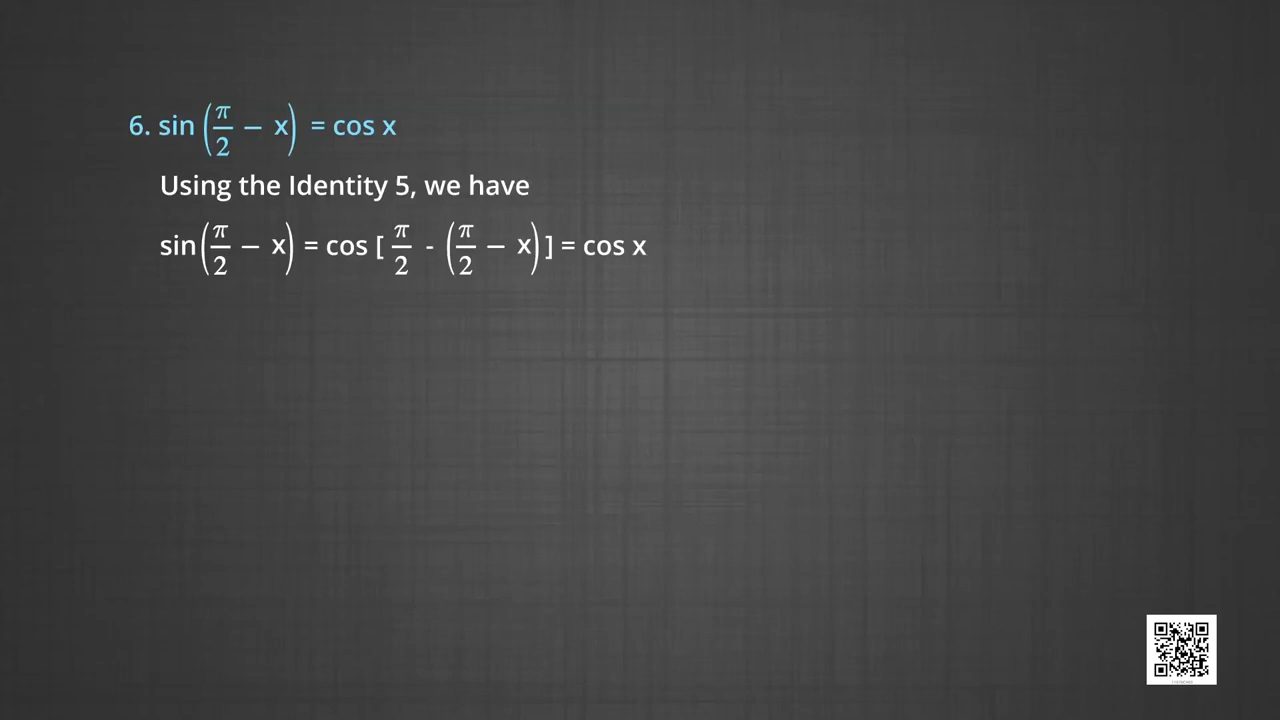 6. sin (π/2 − x) = cos x
Using the Identity 5, we have
sin(π/2 − x) = cos [ π/2 - (π/2 − x) ] = cos x